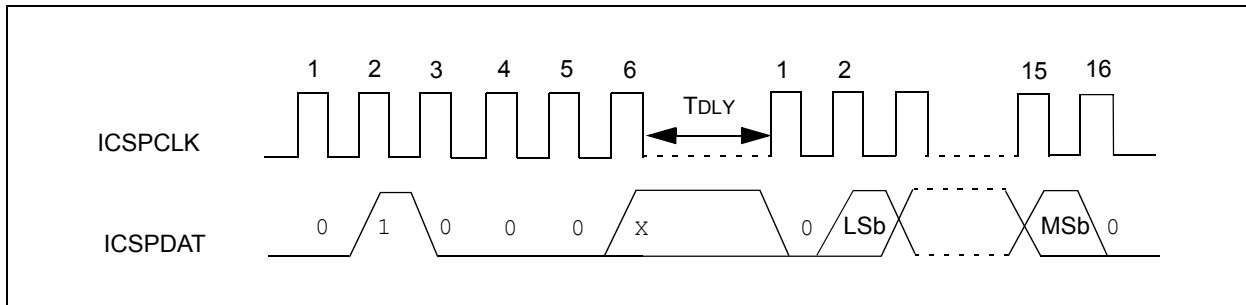 1 2 3 4 5 6 1 2 15 16
TDLY
ICSPCLK
ICSPDAT 0 1 0 0 0 X 0 LSb MSb 0